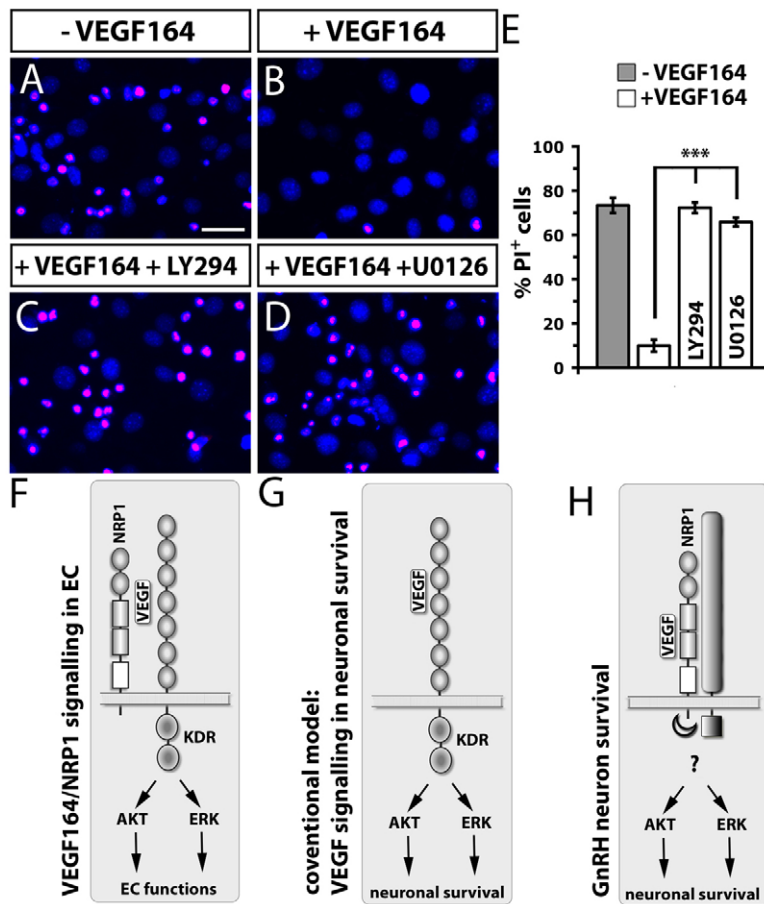 - VEGF164
+ VEGF164
A
B
+ VEGF164 + LY294
+ VEGF164 +U0126
C
D
E
- VEGF164
+VEGF164
***
% PI+ cells
100
80
60
40
20
10
0
LY294
U0126
F
VEGF164/NRP1 signalling in EC
NRP1
VEGF
KDR
AKT
ERK
EC functions
G
coventional model:
VEGF signalling in neuronal survival
VEGF
KDR
AKT
ERK
neuronal survival
H
GnRH neuron survival
NRP1
VEGF
?
AKT
ERK
neuronal survival